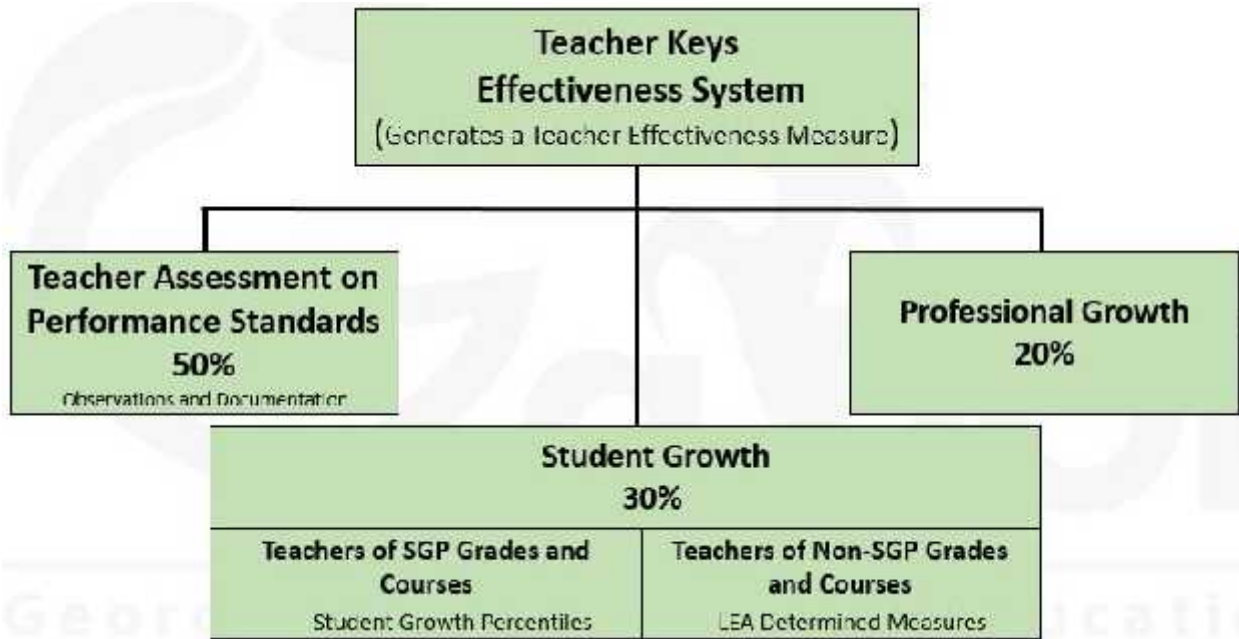 Teacher Keys
Effectiveness System
(Generates a Teacher Effectiveness Measure)
Teacher Assessment on
Performance Standards
50%
Observations and Documentation
Professional Growth
20%
Student Growth
30%
Teachers of SGP Grades and
Courses
Student Growth Percentiles
Teachers of Non-SGP Grades
and Courses
LEA Determined Measures